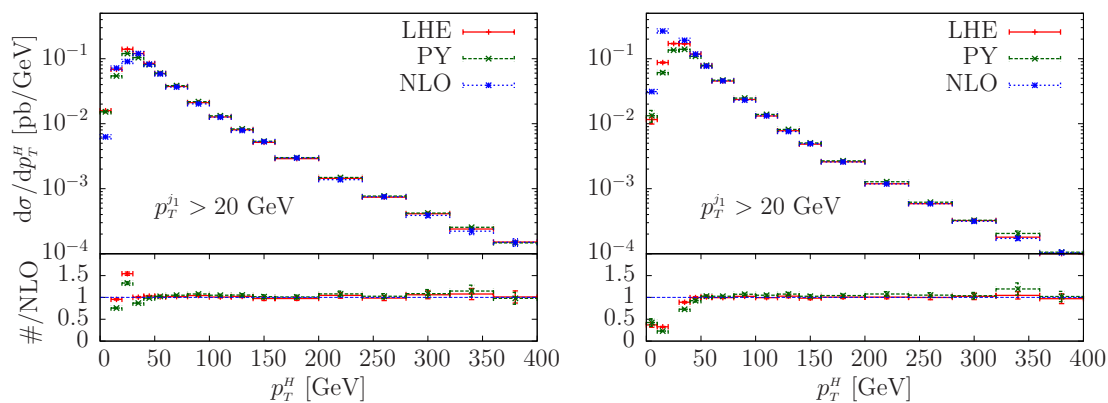 dσ/dp_T^H [pb/GeV]
10^{-1}
10^{-2}
10^{-3}
10^{-4}
LHE
PY
NLO
p_T^{j_1} > 20 GeV
#/NLO
1.5
1
0.5
0
0 50 100 150 200 250 300 350 400
p_T^H [GeV]
10^{-1}
10^{-2}
10^{-3}
10^{-4}
LHE
PY
NLO
p_T^{j_1} > 20 GeV
1.5
1
0.5
0
0 50 100 150 200 250 300 350 400
p_T^H [GeV]